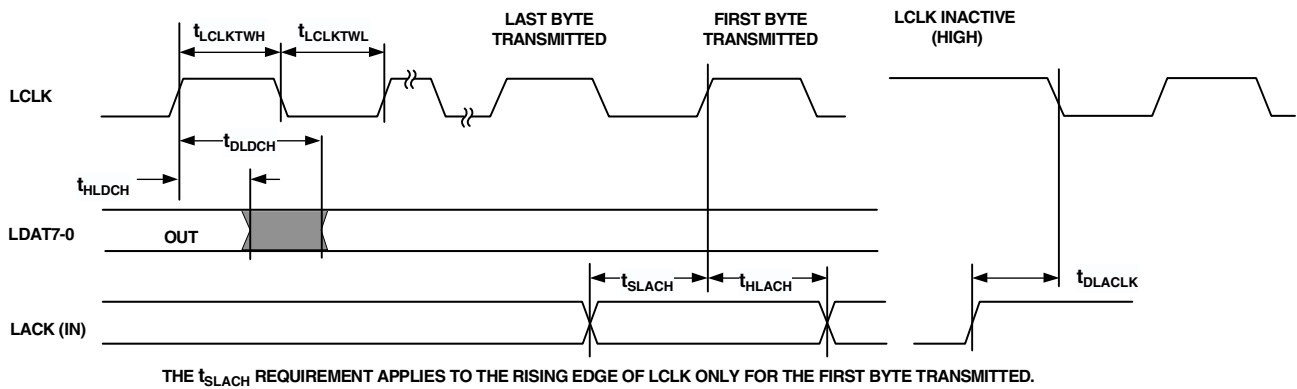 LAST BYTE
TRANSMITTED
FIRST BYTE
TRANSMITTED
LCLK INACTIVE
(HIGH)
tLCLKTWH
tLCLKTWL
LCLK
tDLDCH
tHLDCH
LDAT7-0
OUT
tSLACH
tHLACH
tDLACLK
LACK (IN)
THE tSLACH REQUIREMENT APPLIES TO THE RISING EDGE OF LCLK ONLY FOR THE FIRST BYTE TRANSMITTED.